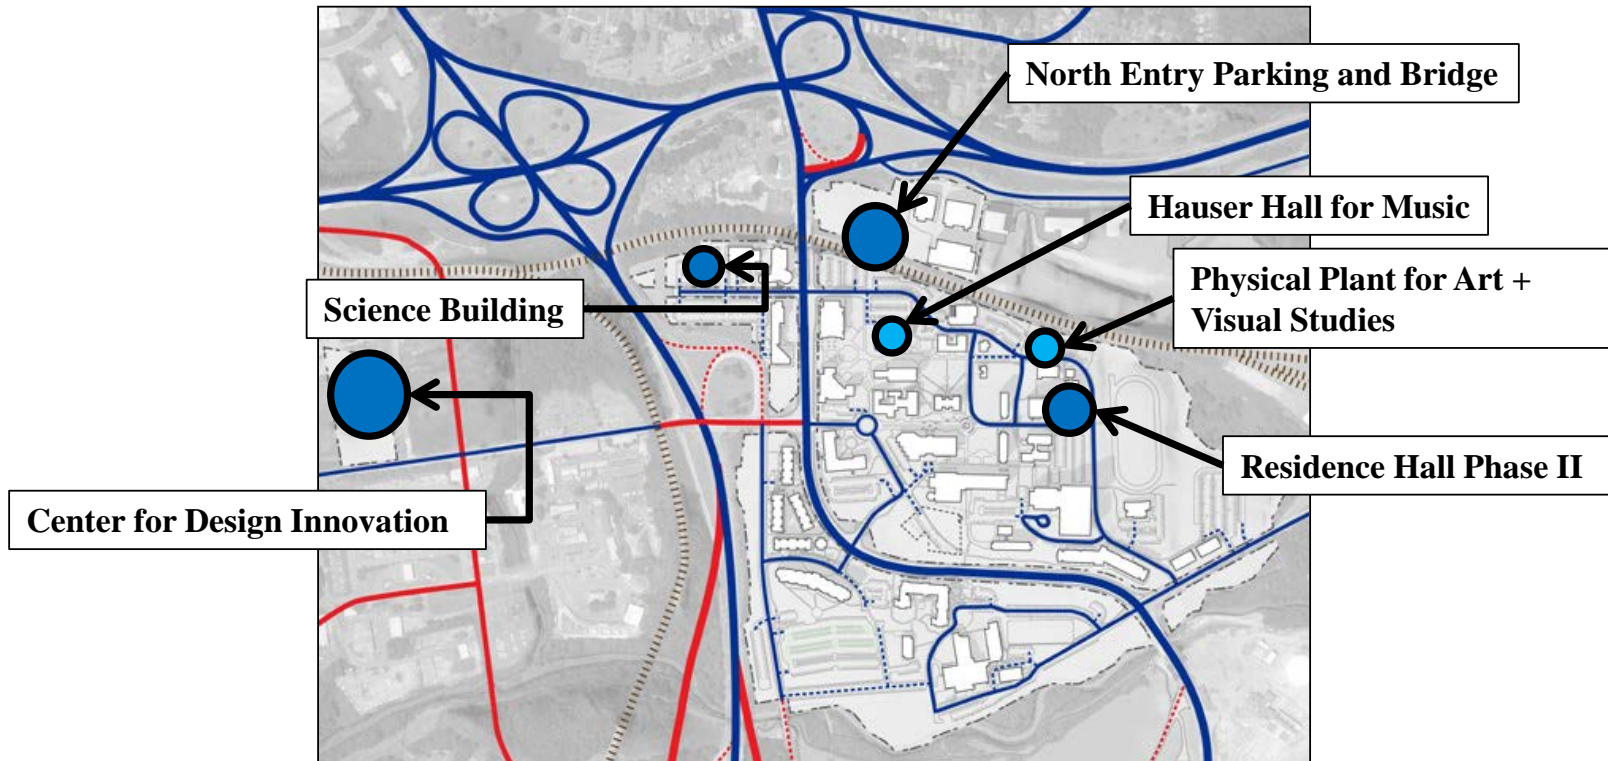 North Entry Parking and Bridge
Hauser Hall for Music
Physical Plant for Art +
Visual Studies
Science Building
Residence Hall Phase II
Center for Design Innovation